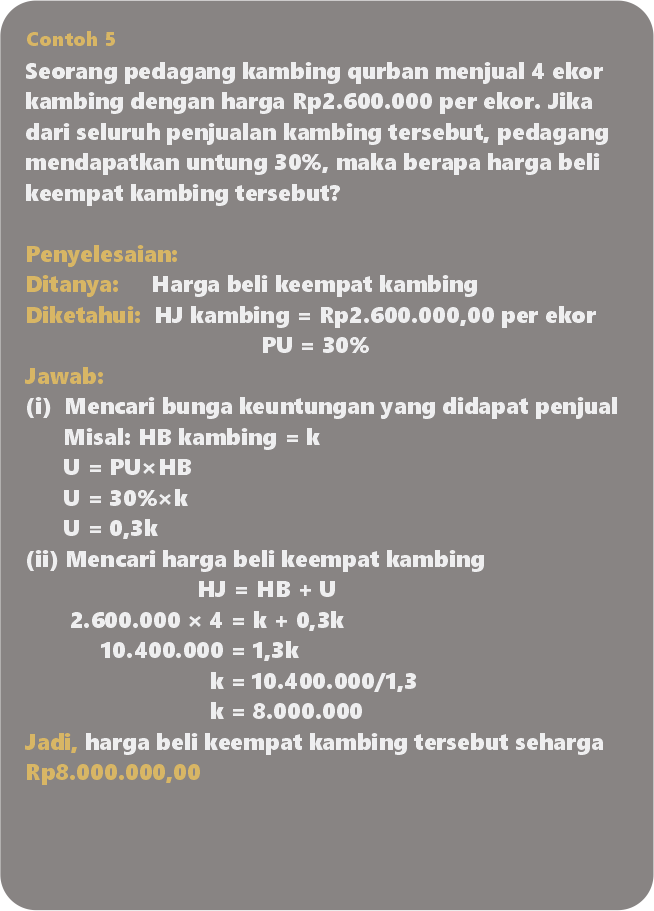 Contoh 5
Seorang pedagang kambing qurban menjual 4 ekor
kambing dengan harga Rp2.600.000 per ekor. Jika
dari seluruh penjualan kambing tersebut, pedagang
mendapatkan untung 30%, maka berapa harga beli
keempat kambing tersebut?
Penyelesaian:
Ditanya: Harga beli keempat kambing
Diketahui: HJ kambing = Rp2.600.000,00 per ekor
PU = 30%
Jawab:
(i) Mencari bunga keuntungan yang didapat penjual
Misal: HB kambing = k
U = PU×HB
U = 30%×k
U = 0,3k
(ii) Mencari harga beli keempat kambing
HJ = HB + U
2.600.000 × 4 = k + 0,3k
10.400.000 = 1,3k
k = 10.400.000/1,3
k = 8.000.000
Jadi, harga beli keempat kambing tersebut seharga
Rp8.000.000,00